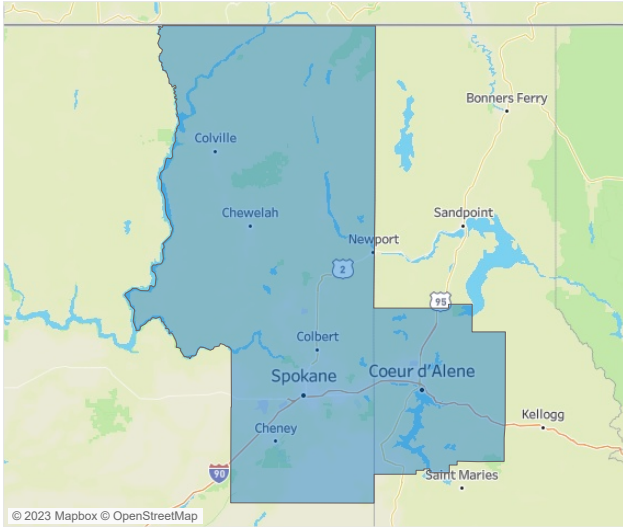 Bonners Ferry
Colville
Chewelah
Sandpoint
Newport
2
95
Colbert
Spokane
Coeur d'Alene
Kellogg
Cheney
90
Saint Maries
© 2023 Mapbox © OpenStreetMap